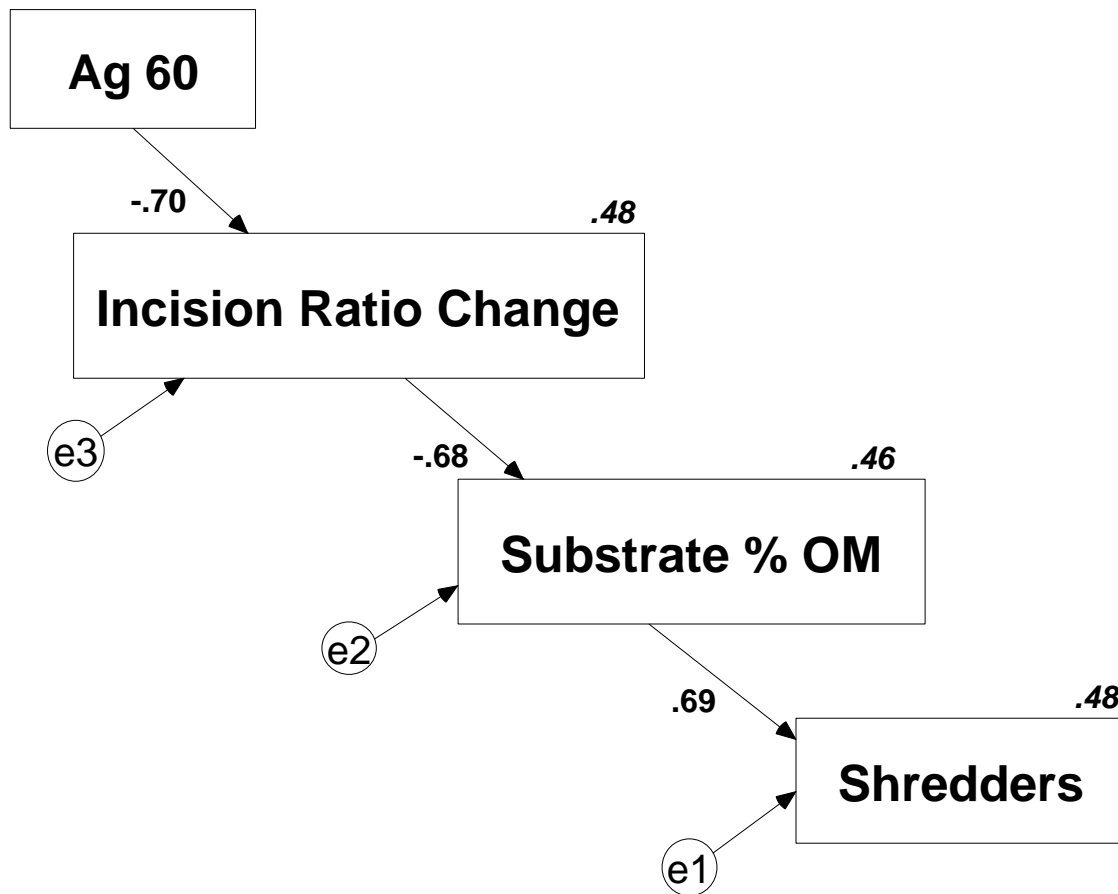 Ag 60
-.70
.48
Incision Ratio Change
e3
-.68
.46
Substrate % OM
e2
.69
.48
Shredders
e1